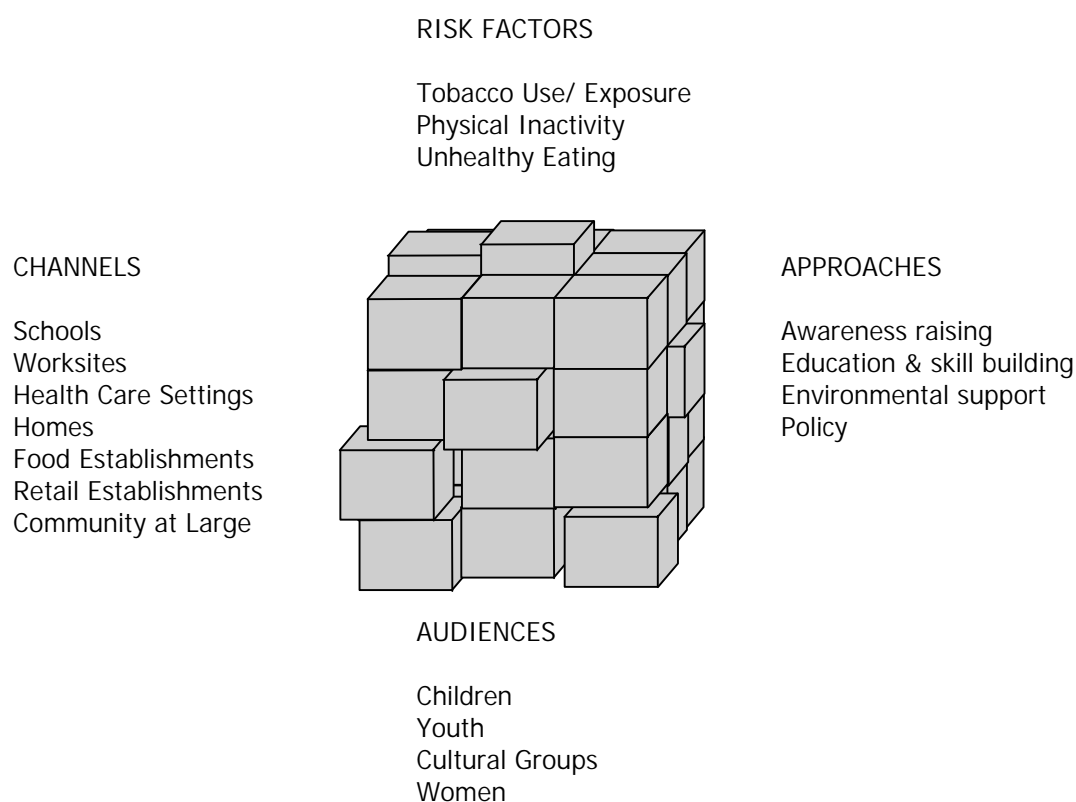 RISK FACTORS
Tobacco Use/ Exposure
Physical Inactivity
Unhealthy Eating
CHANNELS
Schools
Worksites
Health Care Settings
Homes
Food Establishments
Retail Establishments
Community at Large
APPROACHES
Awareness raising
Education & skill building
Environmental support
Policy
AUDIENCES
Children
Youth
Cultural Groups
Women